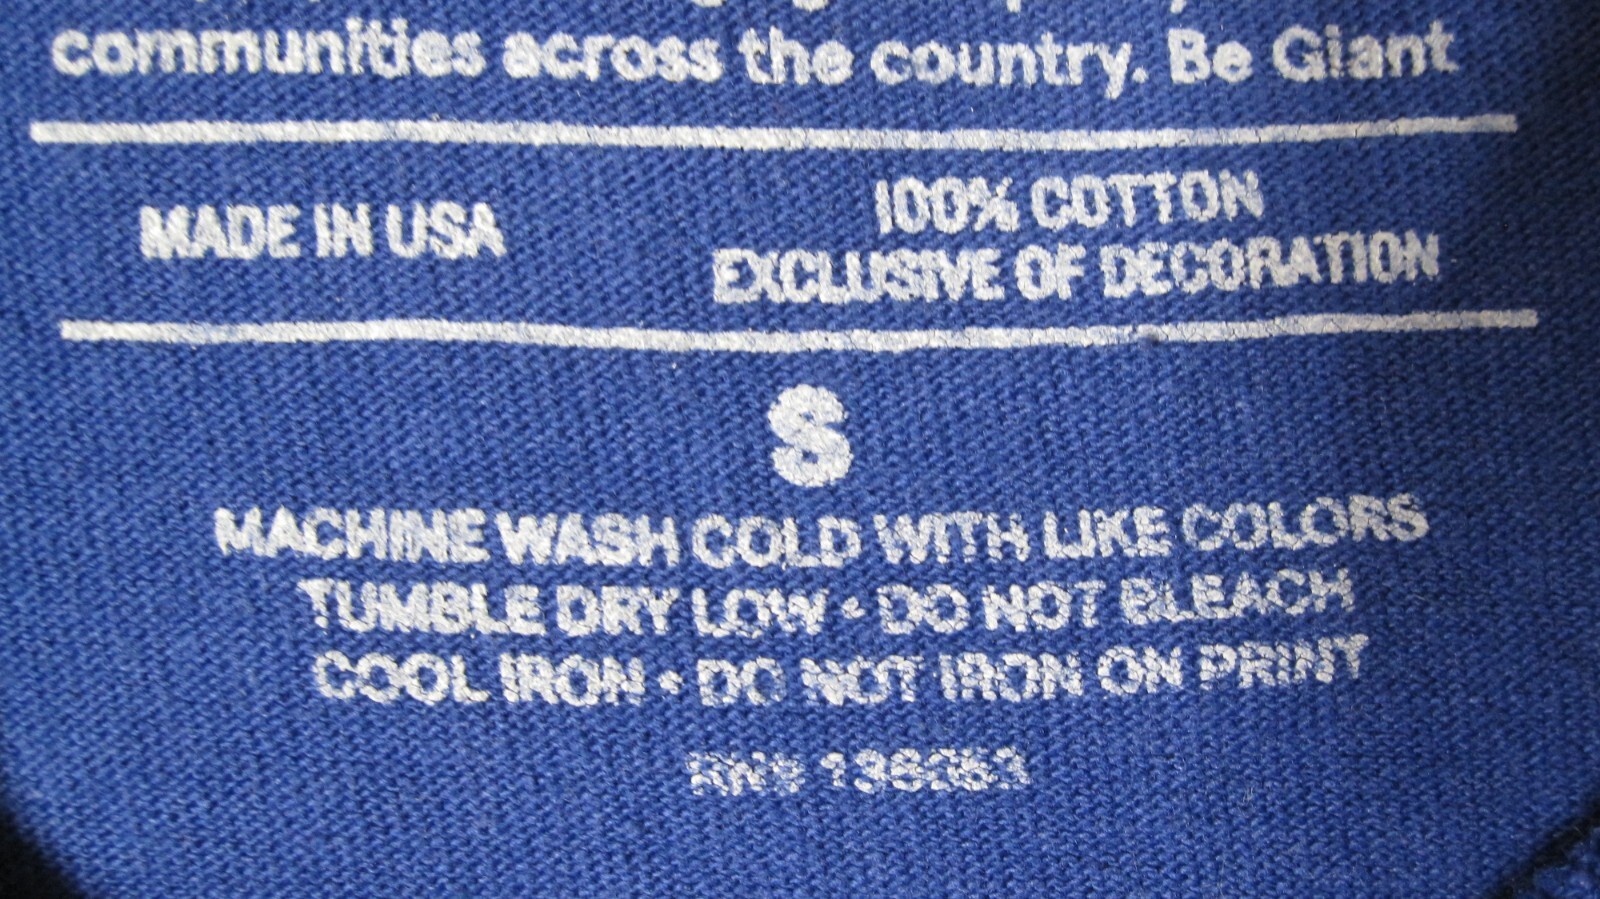 communities across the country. Be Giant
MADE IN USA
100% COTTON
EXCLUSIVE OF DECORATION
S
MACHINE WASH COLD WITH LIKE COLORS
TUMBLE DRY LOW • DO NOT BLEACH
COOL IRON • DO NOT IRON ON PRINT
RN#